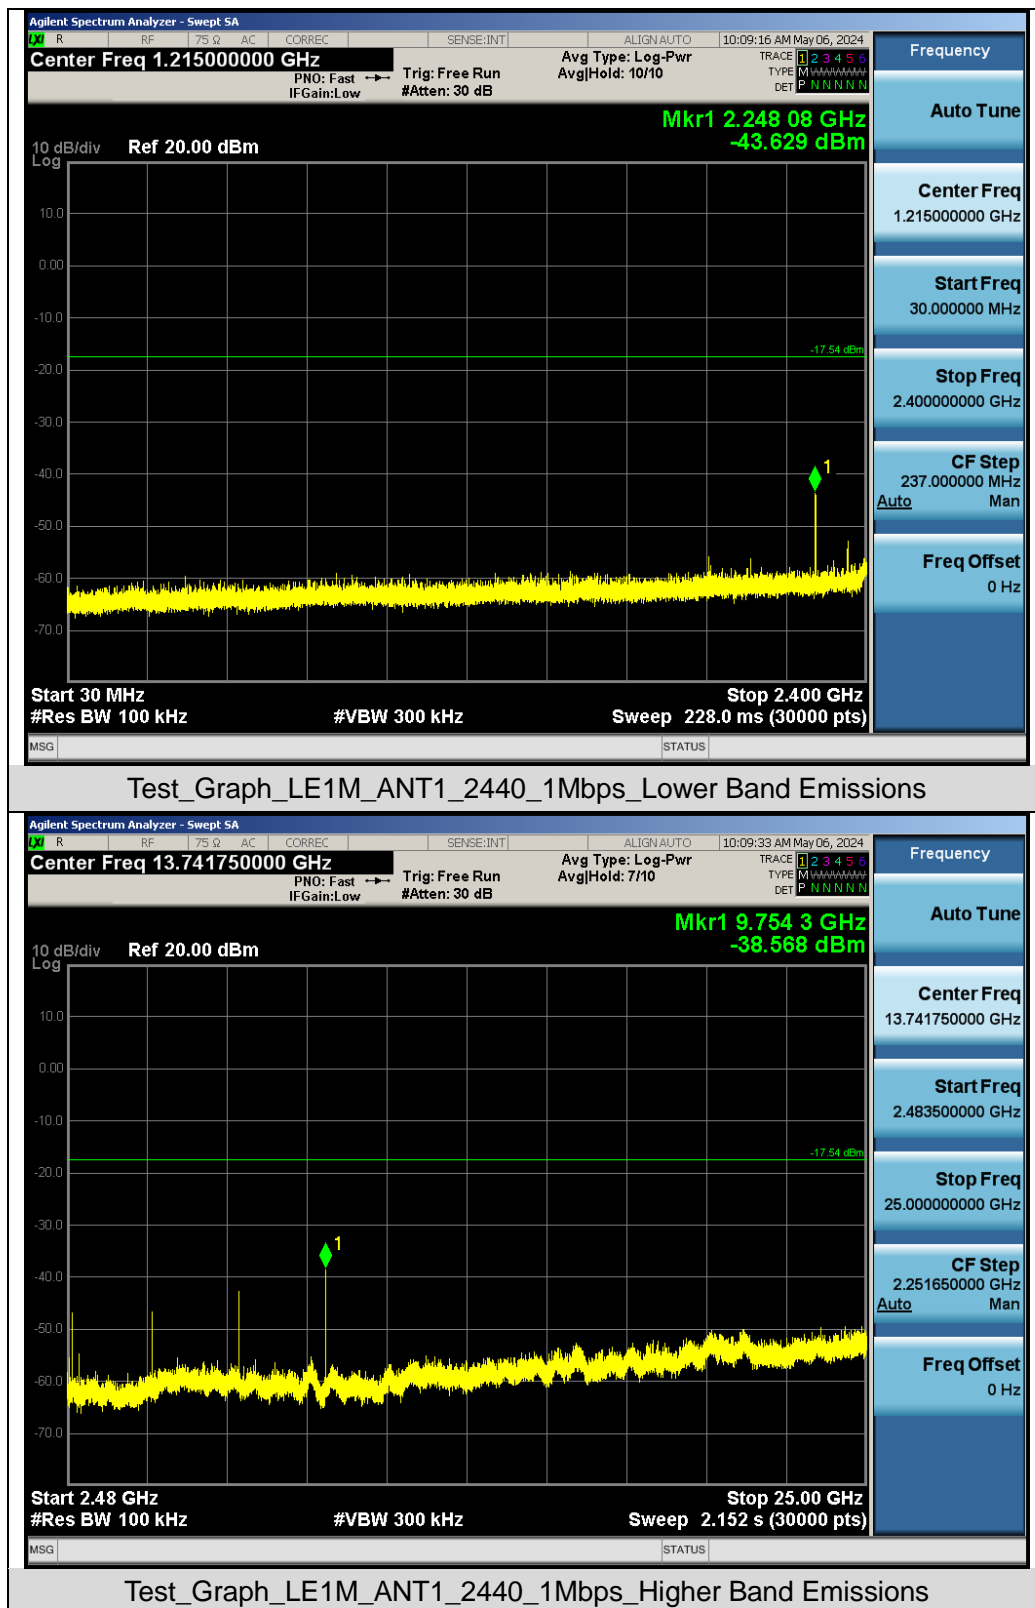 Agilent Spectrum Analyzer - Swept SA
LXI R RF 75 Ω AC CORREC SENSE:INT ALIGNAUTO 10:09:16 AM May 06, 2024
Center Freq 1.215000000 GHz
PNO: Fast
IFGain:Low
Trig: Free Run
#Atten: 30 dB
Avg Type: Log-Pwr
Avg|Hold: 10/10
TRACE 1 2 3 4 5 6
TYPE M
DET P N N N N N
Mkr1 2.248 08 GHz
-43.629 dBm
10 dB/div Ref 20.00 dBm
Log
10.0
0.00
-10.0
-17.54 dBm
-20.0
-30.0
-40.0
1
-50.0
-60.0
-70.0
Start 30 MHz Stop 2.400 GHz
#Res BW 100 kHz #VBW 300 kHz Sweep 228.0 ms (30000 pts)
MSG STATUS
Frequency
Auto Tune
Center Freq
1.215000000 GHz
Start Freq
30.000000 MHz
Stop Freq
2.400000000 GHz
CF Step
237.000000 MHz
Auto Man
Freq Offset
0 Hz
Test_Graph_LE1M_ANT1_2440_1Mbps_Lower Band Emissions
Agilent Spectrum Analyzer - Swept SA
LXI R RF 75 Ω AC CORREC SENSE:INT ALIGNAUTO 10:09:33 AM May 06, 2024
Center Freq 13.741750000 GHz
PNO: Fast
IFGain:Low
Trig: Free Run
#Atten: 30 dB
Avg Type: Log-Pwr
Avg|Hold: 7/10
TRACE 1 2 3 4 5 6
TYPE M
DET P N N N N N
Mkr1 9.754 3 GHz
-38.568 dBm
10 dB/div Ref 20.00 dBm
Log
10.0
0.00
-10.0
-17.54 dBm
-20.0
-30.0
1
-40.0
-50.0
-60.0
-70.0
Start 2.48 GHz Stop 25.00 GHz
#Res BW 100 kHz #VBW 300 kHz Sweep 2.152 s (30000 pts)
MSG STATUS
Frequency
Auto Tune
Center Freq
13.741750000 GHz
Start Freq
2.483500000 GHz
Stop Freq
25.000000000 GHz
CF Step
2.251650000 GHz
Auto Man
Freq Offset
0 Hz
Test_Graph_LE1M_ANT1_2440_1Mbps_Higher Band Emissions